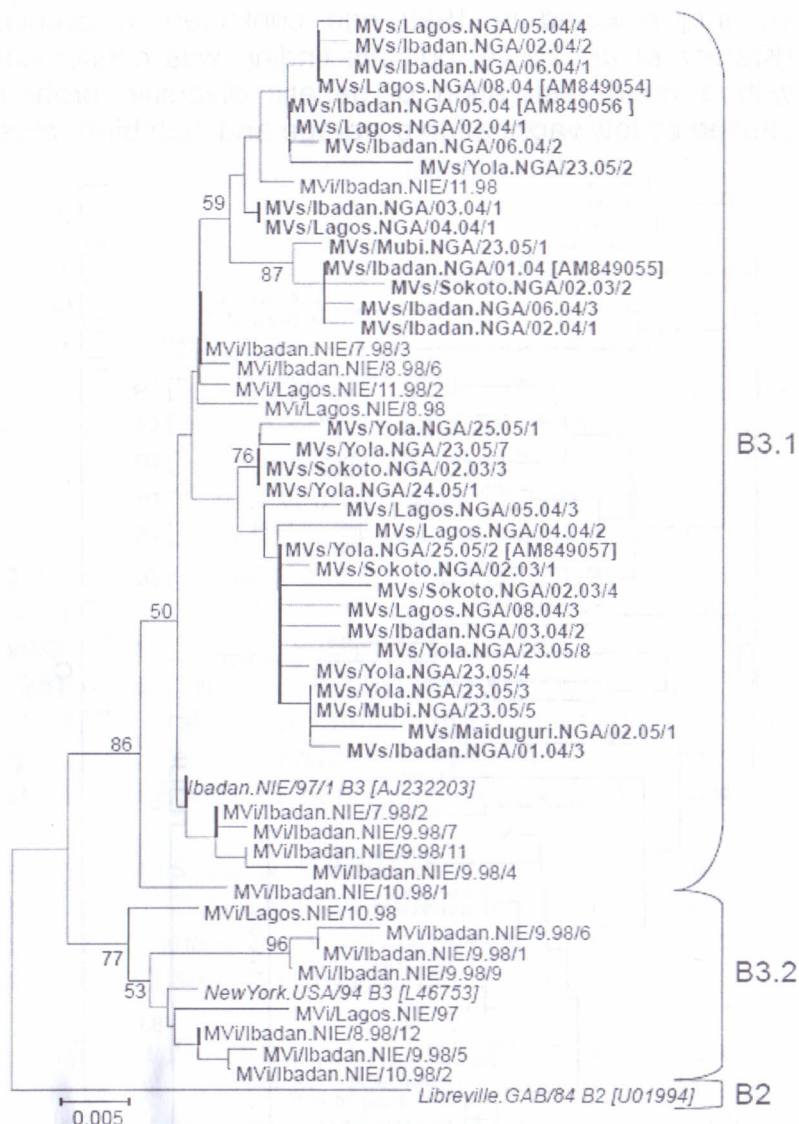 MVs/Lagos.NGA/05.04/4
MVs/Ibadan.NGA/02.04/2
MVs/Ibadan.NGA/06.04/1
MVs/Lagos.NGA/08.04 [AM849054]
MVs/Ibadan.NGA/05.04 [AM849056 ]
MVs/Lagos.NGA/02.04/1
MVs/Ibadan.NGA/06.04/2
MVs/Yola.NGA/23.05/2
MVi/Ibadan.NIE/11.98
59
MVs/Ibadan.NGA/03.04/1
MVs/Lagos.NGA/04.04/1
MVs/Mubi.NGA/23.05/1
87
MVs/Ibadan.NGA/01.04 [AM849055]
MVs/Sokoto.NGA/02.03/2
MVs/Ibadan.NGA/06.04/3
MVs/Ibadan.NGA/02.04/1
MVi/Ibadan.NIE/7.98/3
MVi/Ibadan.NIE/8.98/6
MVi/Lagos.NIE/11.98/2
MVi/Lagos.NIE/8.98
MVs/Yola.NGA/25.05/1
MVs/Yola.NGA/23.05/7
76
MVs/Sokoto.NGA/02.03/3
MVs/Yola.NGA/24.05/1
B3.1
MVs/Lagos.NGA/05.04/3
MVs/Lagos.NGA/04.04/2
MVs/Yola.NGA/25.05/2 [AM849057]
MVs/Sokoto.NGA/02.03/1
MVs/Sokoto.NGA/02.03/4
MVs/Lagos.NGA/08.04/3
50
MVs/Ibadan.NGA/03.04/2
MVs/Yola.NGA/23.05/8
MVs/Yola.NGA/23.05/4
MVs/Yola.NGA/23.05/3
MVs/Mubi.NGA/23.05/5
MVs/Maiduguri.NGA/02.05/1
86
MVs/Ibadan.NGA/01.04/3
Ibadan.NIE/97/1 B3 [AJ232203]
MVi/Ibadan.NIE/7.98/2
MVi/Ibadan.NIE/9.98/7
MVi/Ibadan.NIE/9.98/11
MVi/Ibadan.NIE/9.98/4
MVi/Ibadan.NIE/10.98/1
MVi/Lagos.NIE/10.98
MVi/Ibadan.NIE/9.98/6
96
MVi/Ibadan.NIE/9.98/1
77
MVi/Ibadan.NIE/9.98/9
B3.2
53
NewYork.USA/94 B3 [L46753]
MVi/Lagos.NIE/97
MVi/Ibadan.NIE/8.98/12
MVi/Ibadan.NIE/9.98/5
MVi/Ibadan.NIE/10.98/2
Libreville.GAB/84 B2 [U01994]
B2
0.005